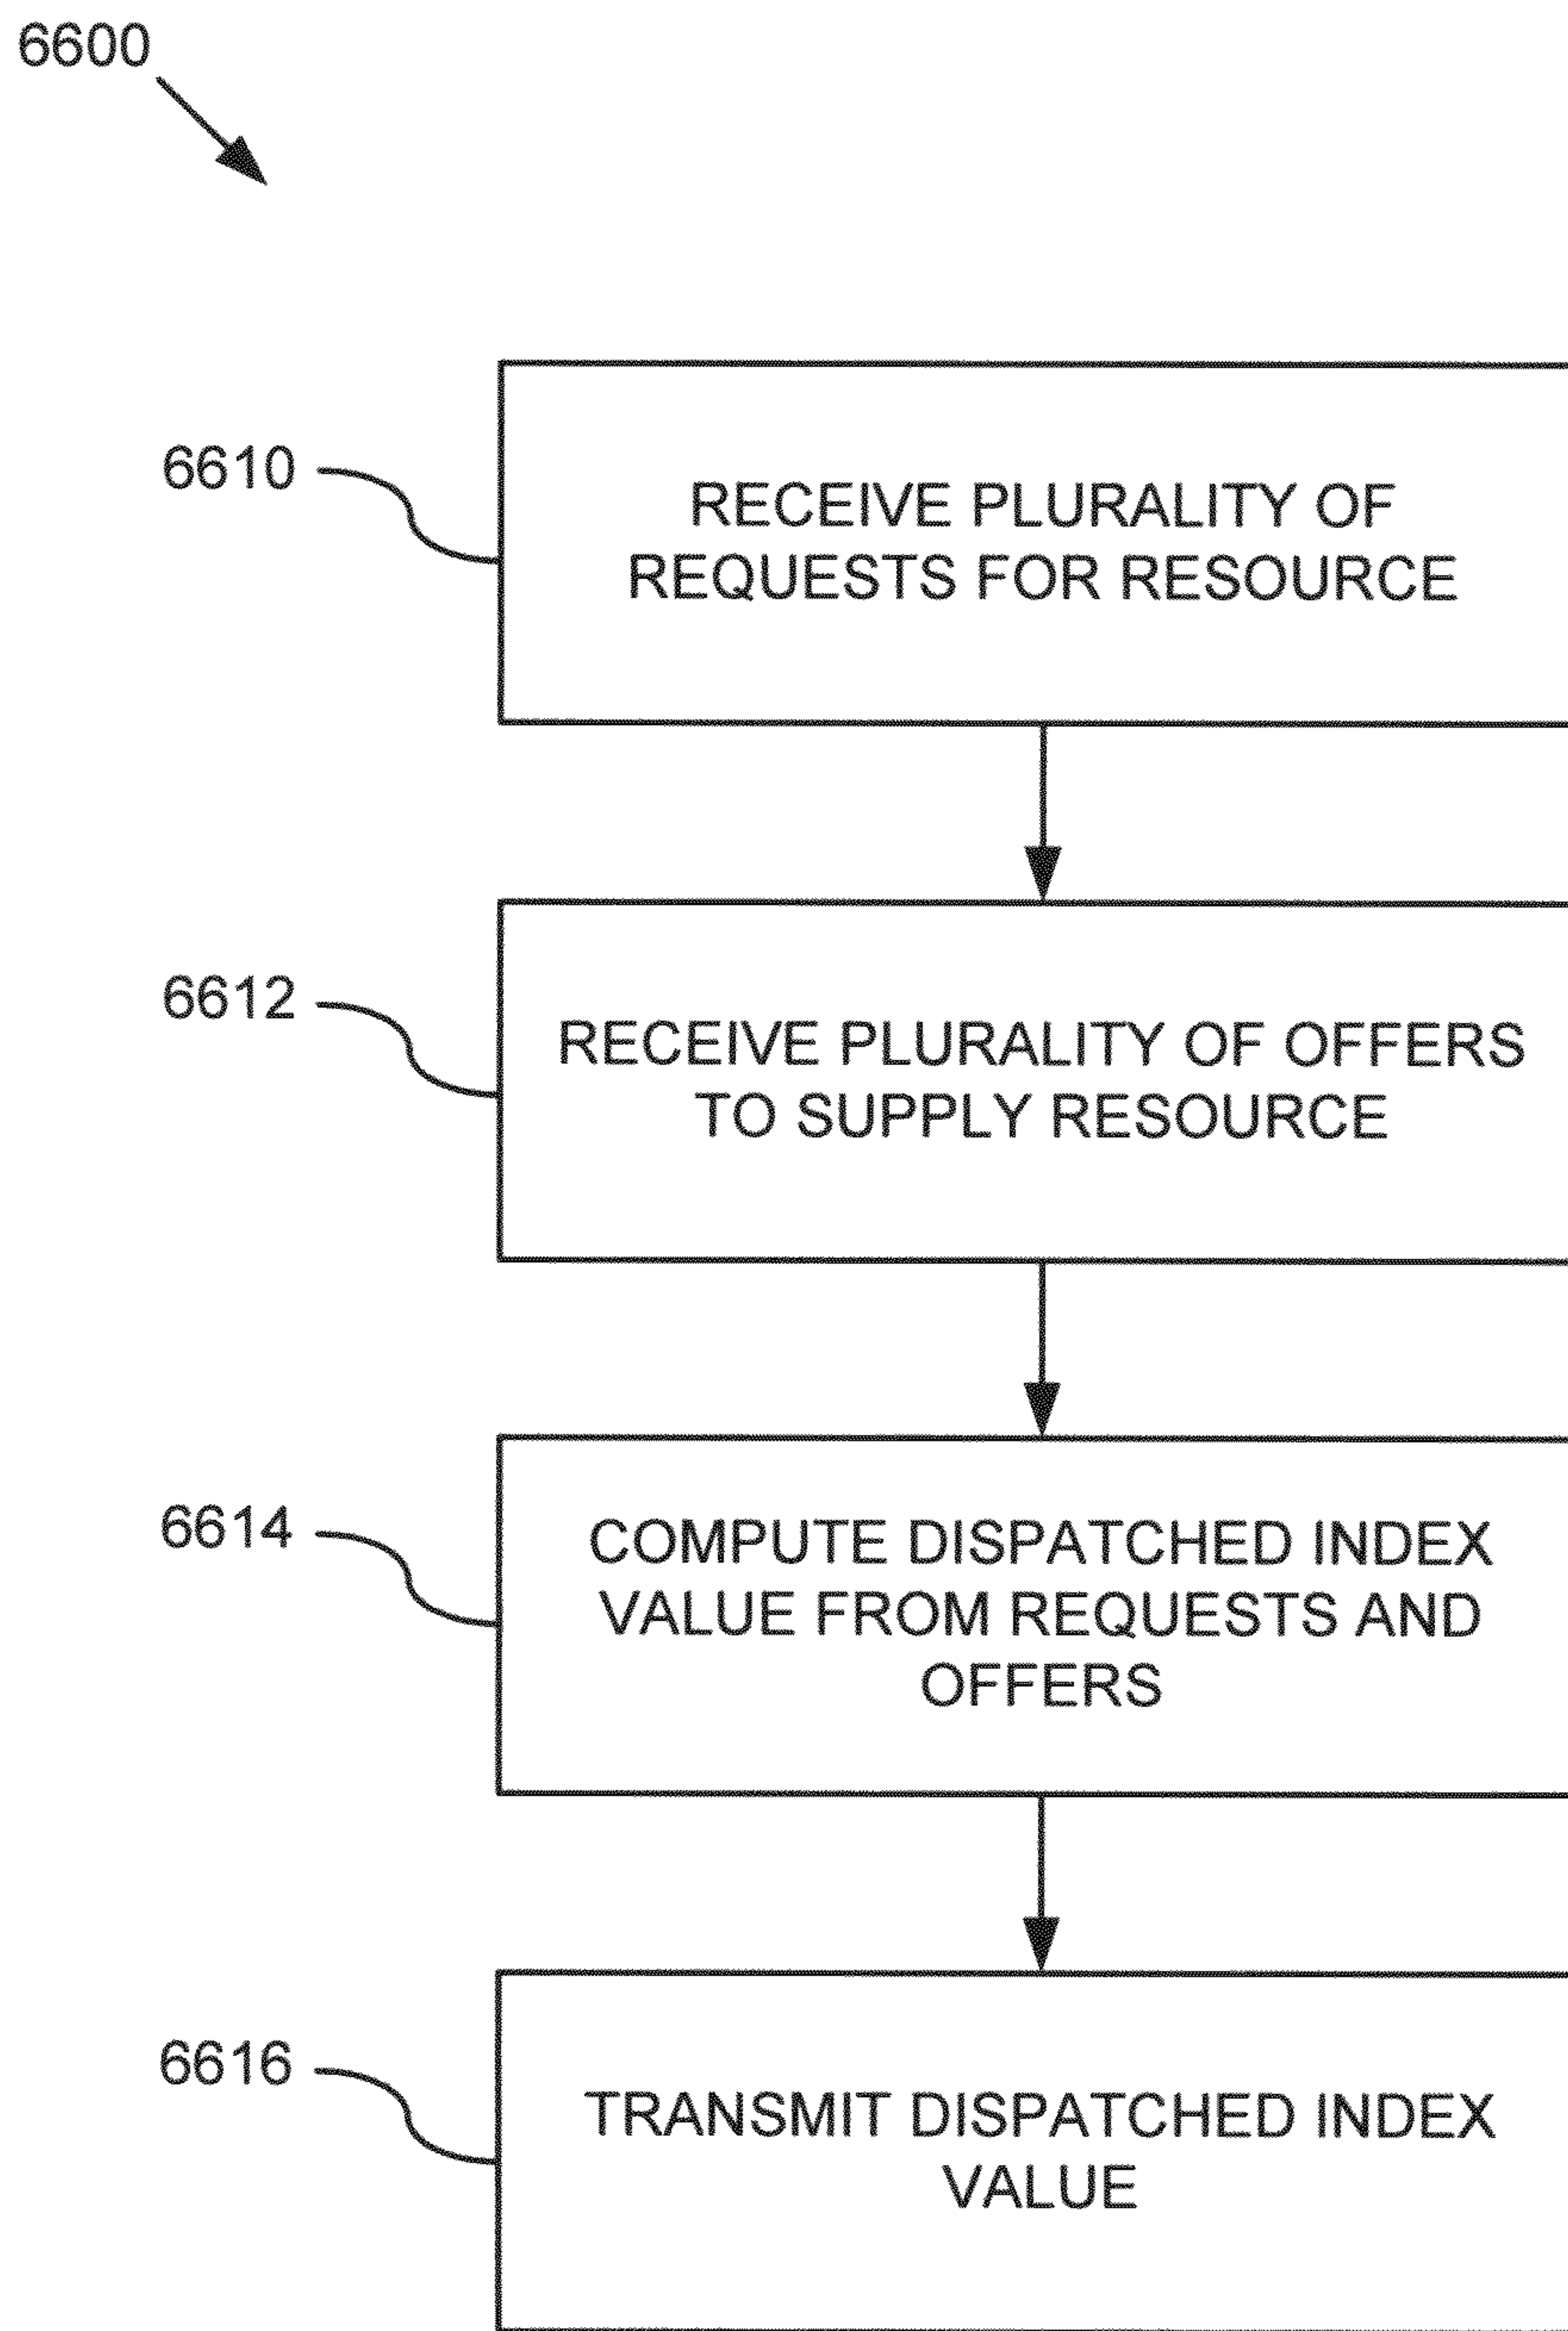 6600
6610
RECEIVE PLURALITY OF
REQUESTS FOR RESOURCE
6612
RECEIVE PLURALITY OF OFFERS
TO SUPPLY RESOURCE
6614
COMPUTE DISPATCHED INDEX
VALUE FROM REQUESTS AND
OFFERS
6616
TRANSMIT DISPATCHED INDEX
VALUE